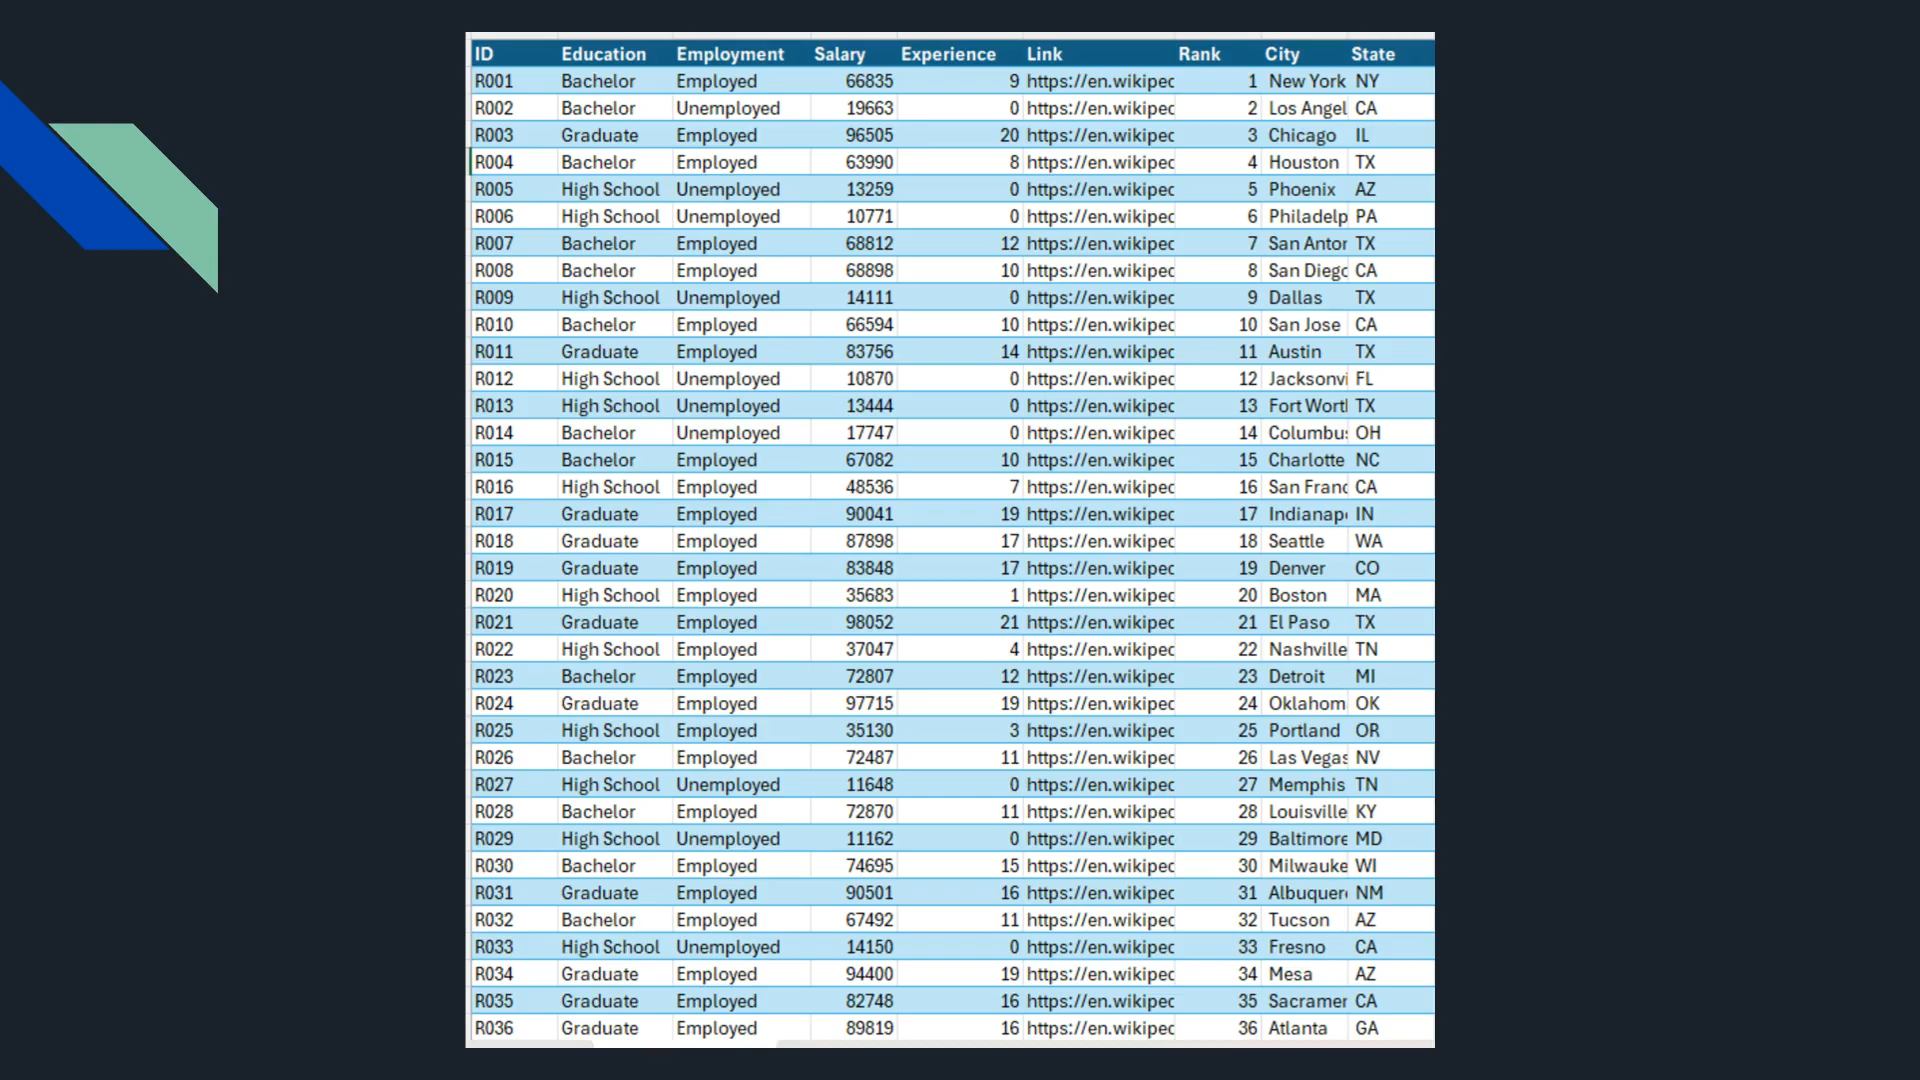 ID Education Employment Salary Experience Link Rank City State
R001 Bachelor Employed 66835 9 https://en.wikipec 1 New York NY
R002 Bachelor Unemployed 19663 0 https://en.wikipec 2 Los Angel CA
R003 Graduate Employed 96505 20 https://en.wikipec 3 Chicago IL
R004 Bachelor Employed 63990 8 https://en.wikipec 4 Houston TX
R005 High School Unemployed 13259 0 https://en.wikipec 5 Phoenix AZ
R006 High School Unemployed 10771 0 https://en.wikipec 6 Philadelp PA
R007 Bachelor Employed 68812 12 https://en.wikipec 7 San Antor TX
R008 Bachelor Employed 68898 10 https://en.wikipec 8 San Diego CA
R009 High School Unemployed 14111 0 https://en.wikipec 9 Dallas TX
R010 Bachelor Employed 66594 10 https://en.wikipec 10 San Jose CA
R011 Graduate Employed 83756 14 https://en.wikipec 11 Austin TX
R012 High School Unemployed 10870 0 https://en.wikipec 12 Jacksonvi FL
R013 High School Unemployed 13444 0 https://en.wikipec 13 Fort Wort TX
R014 Bachelor Unemployed 17747 0 https://en.wikipec 14 Columbus OH
R015 Bachelor Employed 67082 10 https://en.wikipec 15 Charlotte NC
R016 High School Employed 48536 7 https://en.wikipec 16 San Franc CA
R017 Graduate Employed 90041 19 https://en.wikipec 17 Indianap IN
R018 Graduate Employed 87898 17 https://en.wikipec 18 Seattle WA
R019 Graduate Employed 83848 17 https://en.wikipec 19 Denver CO
R020 High School Employed 35683 1 https://en.wikipec 20 Boston MA
R021 Graduate Employed 98052 21 https://en.wikipec 21 El Paso TX
R022 High School Employed 37047 4 https://en.wikipec 22 Nashville TN
R023 Bachelor Employed 72807 12 https://en.wikipec 23 Detroit MI
R024 Graduate Employed 97715 19 https://en.wikipec 24 Oklahom OK
R025 High School Employed 35130 3 https://en.wikipec 25 Portland OR
R026 Bachelor Employed 72487 11 https://en.wikipec 26 Las Vegas NV
R027 High School Unemployed 11648 0 https://en.wikipec 27 Memphis TN
R028 Bachelor Employed 72870 11 https://en.wikipec 28 Louisville KY
R029 High School Unemployed 11162 0 https://en.wikipec 29 Baltimore MD
R030 Bachelor Employed 74695 15 https://en.wikipec 30 Milwauke WI
R031 Graduate Employed 90501 16 https://en.wikipec 31 Albuquer NM
R032 Bachelor Employed 67492 11 https://en.wikipec 32 Tucson AZ
R033 High School Unemployed 14150 0 https://en.wikipec 33 Fresno CA
R034 Graduate Employed 94400 19 https://en.wikipec 34 Mesa AZ
R035 Graduate Employed 82748 16 https://en.wikipec 35 Sacramer CA
R036 Graduate Employed 89819 16 https://en.wikipec 36 Atlanta GA